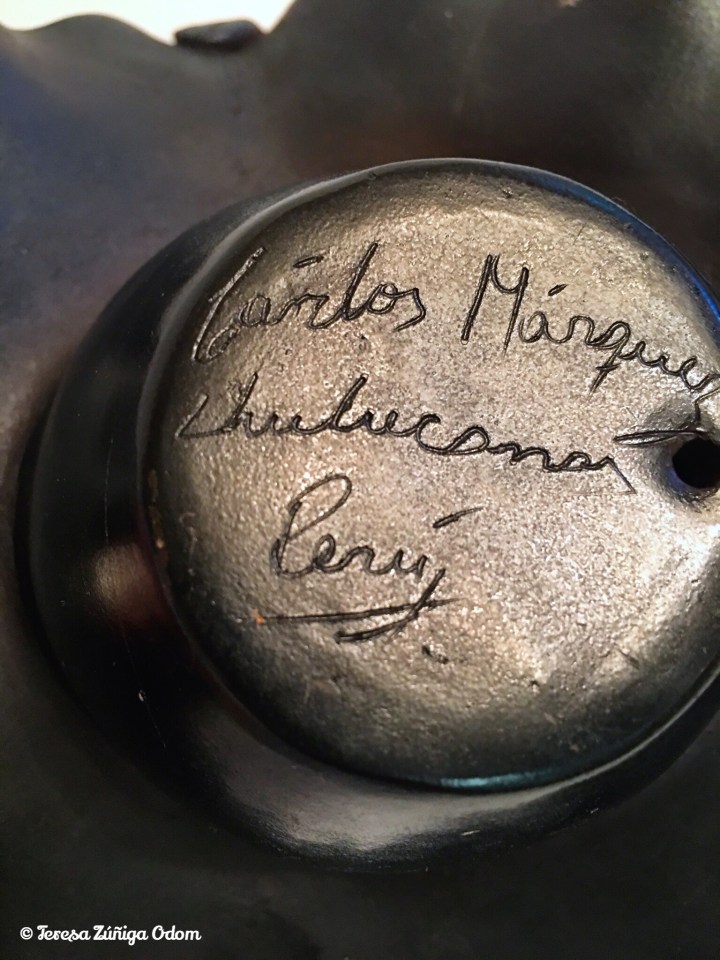 Carlos Márquez
Chulucanas
Perú
© Teresa Zúñiga Odom